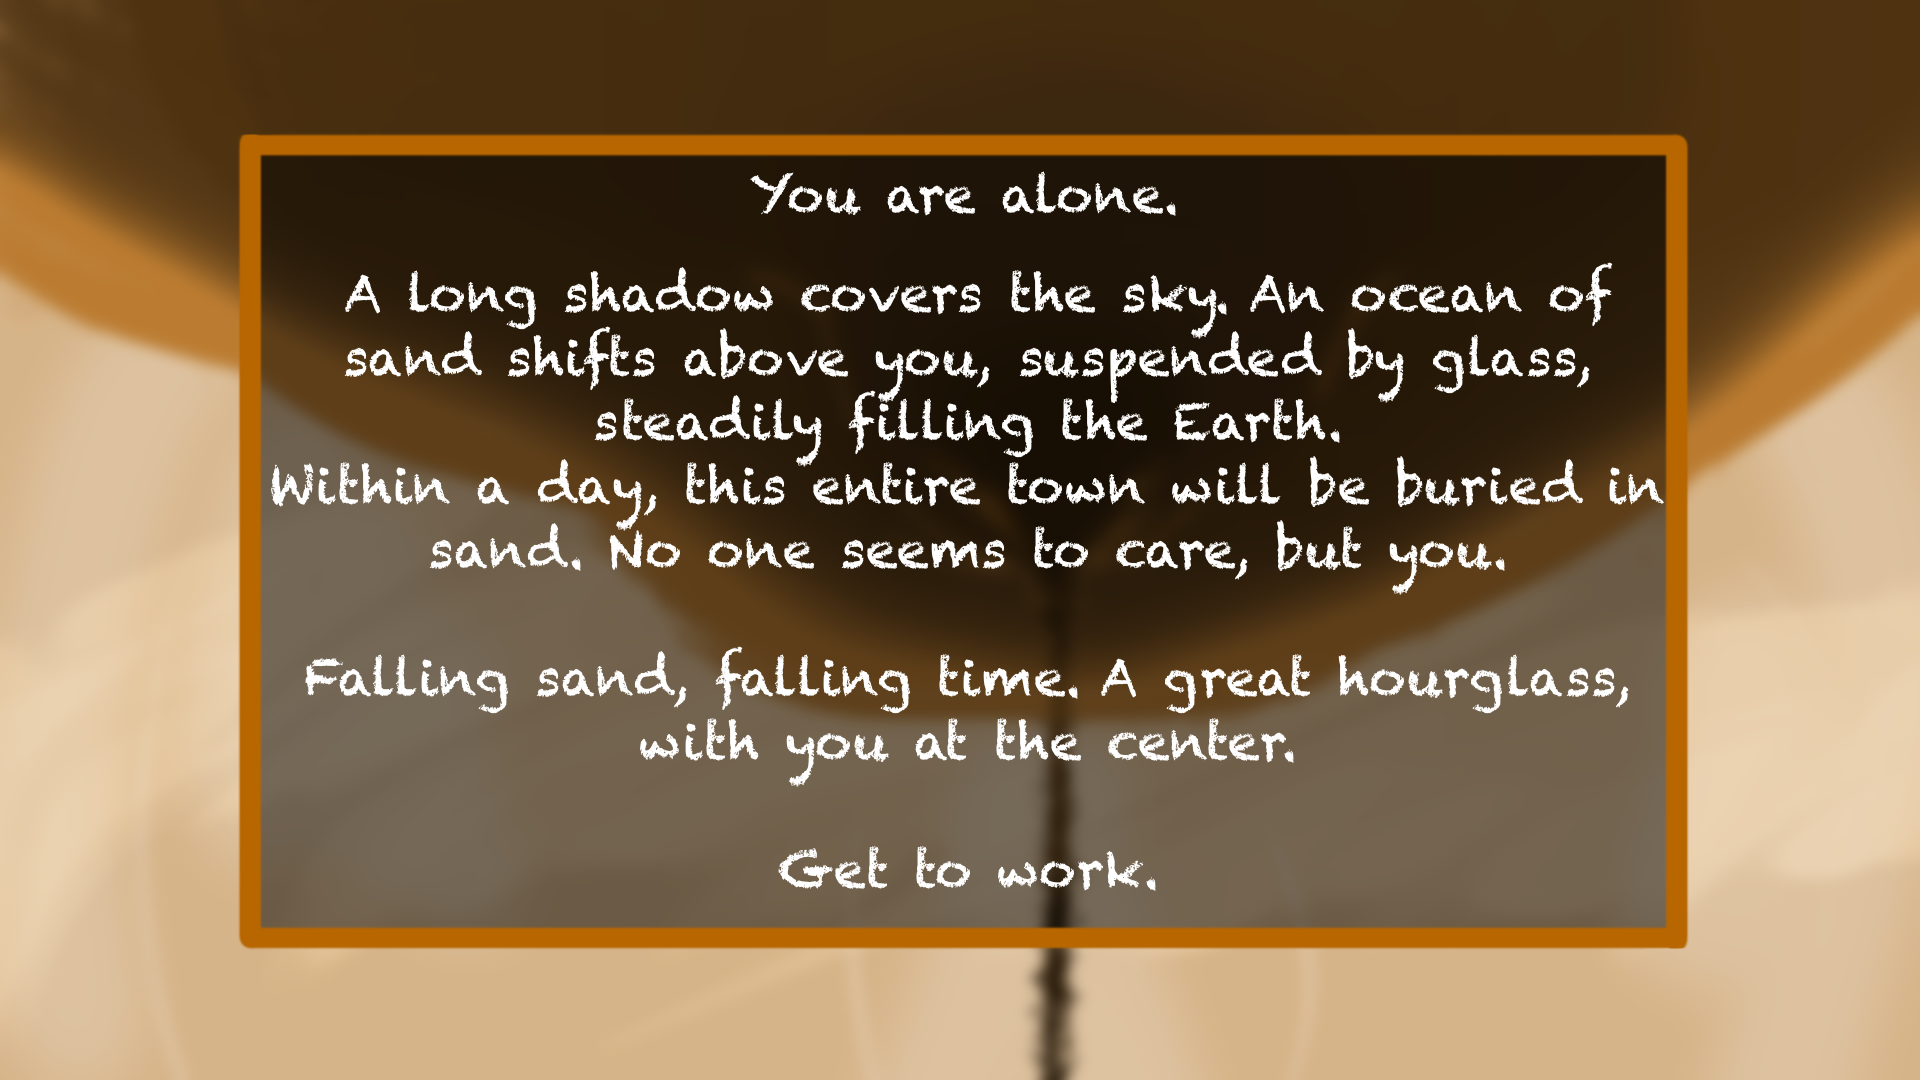 You are alone.
A long shadow covers the sky. An ocean of
sand shifts above you, suspended by glass,
steadily filling the Earth.
Within a day, this entire town will be buried in
sand. No one seems to care, but you.
Falling sand, falling time. A great hourglass,
with you at the center.
Get to work.